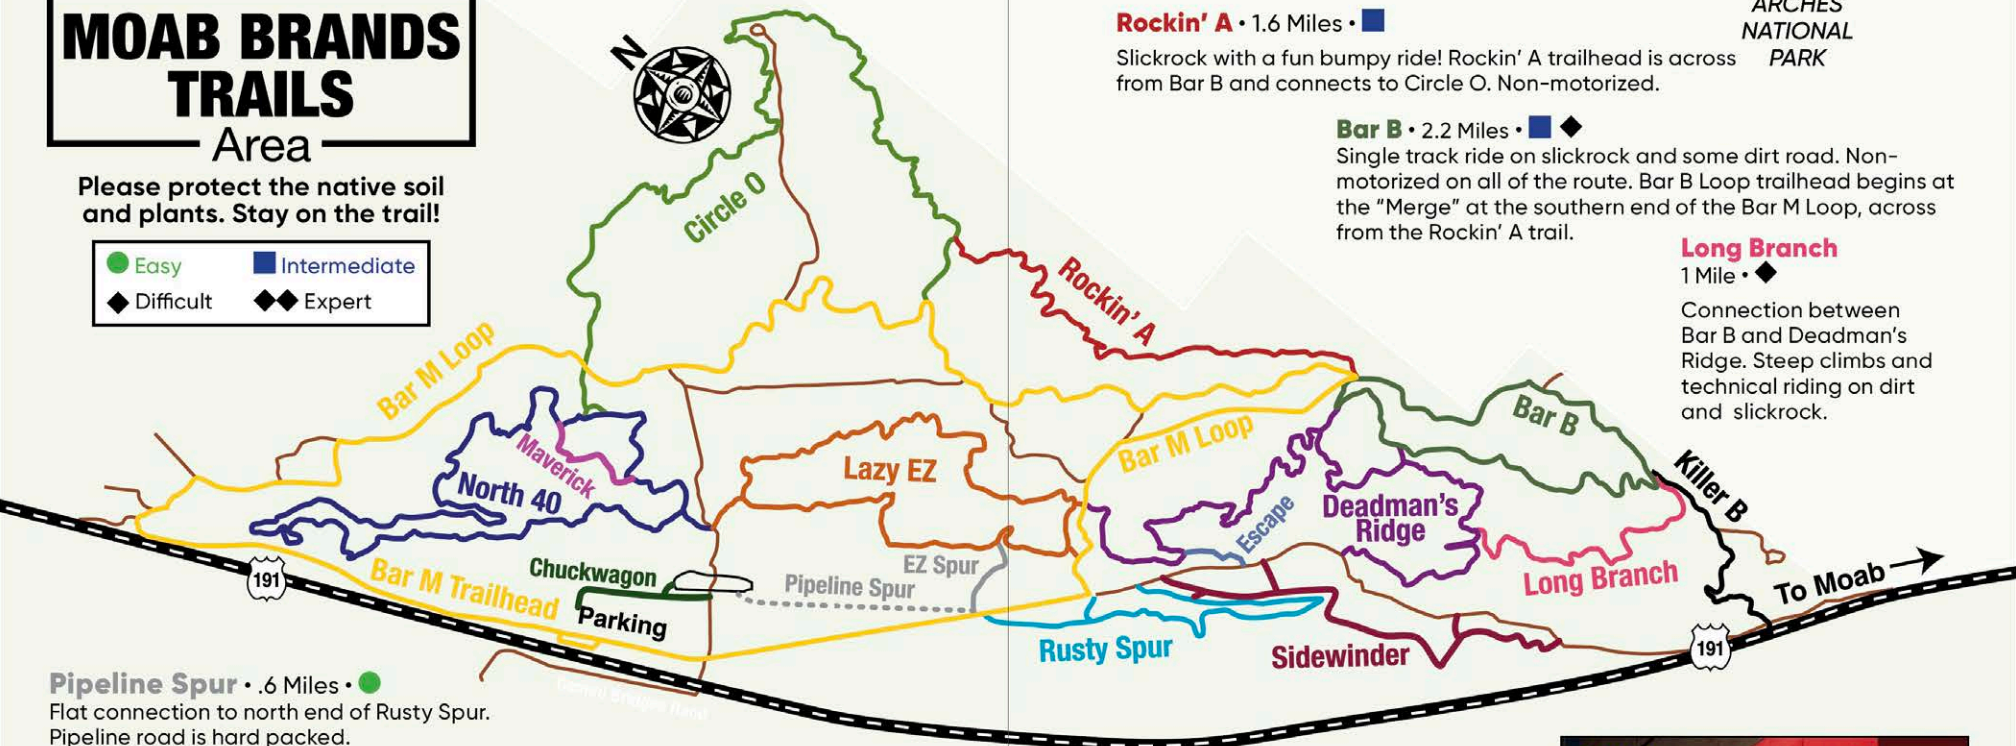 MOAB BRANDS
TRAILS
Area
Please protect the native soil
and plants. Stay on the trail!
Easy
Intermediate
Difficult
Expert
N
Rockin' A • 1.6 Miles •
Slickrock with a fun bumpy ride! Rockin' A trailhead is across
from Bar B and connects to Circle O. Non-motorized.
ARCHES
NATIONAL
PARK
Bar B • 2.2 Miles •
Single track ride on slickrock and some dirt road. Non-
motorized on all of the route. Bar B Loop trailhead begins at
the “Merge” at the southern end of the Bar M Loop, across
from the Rockin' A trail.
Long Branch
1 Mile •
Connection between
Bar B and Deadman's
Ridge. Steep climbs and
technical riding on dirt
and slickrock.
Circle O
Rockin' A
Bar M Loop
Maverick
North 40
Lazy EZ
Bar M Loop
Bar B
Killer B
Deadman's
Ridge
Escape
Long Branch
To Moab
191
Bar M Trailhead
Chuckwagon
Parking
Pipeline Spur
EZ Spur
Rusty Spur
Sidewinder
191
Pipeline Spur • .6 Miles •
Flat connection to north end of Rusty Spur.
Pipeline road is hard packed.